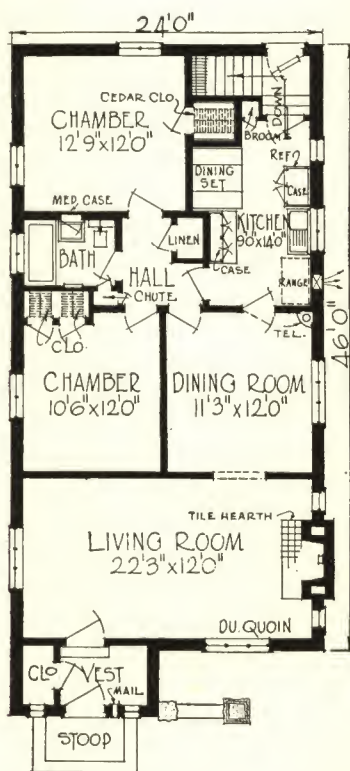 24'0"
CEDAR CLO.
CHAMBER
12'9"x12'0"
DOWN
BROOMS
DINING
SET
REF.
CASE
MED. CASE
LINEN
KITCHEN
9'0"x14'0"
BATH
HALL
CASE
RANGE
CHUTE
CLO.
TEL.
46'0"
CHAMBER
10'6"x12'0"
DINING ROOM
11'3"x12'0"
TILE HEARTH
LIVING ROOM
22'3"x12'0"
DU QUOIN
CLO
VEST
MAIL
STOOP